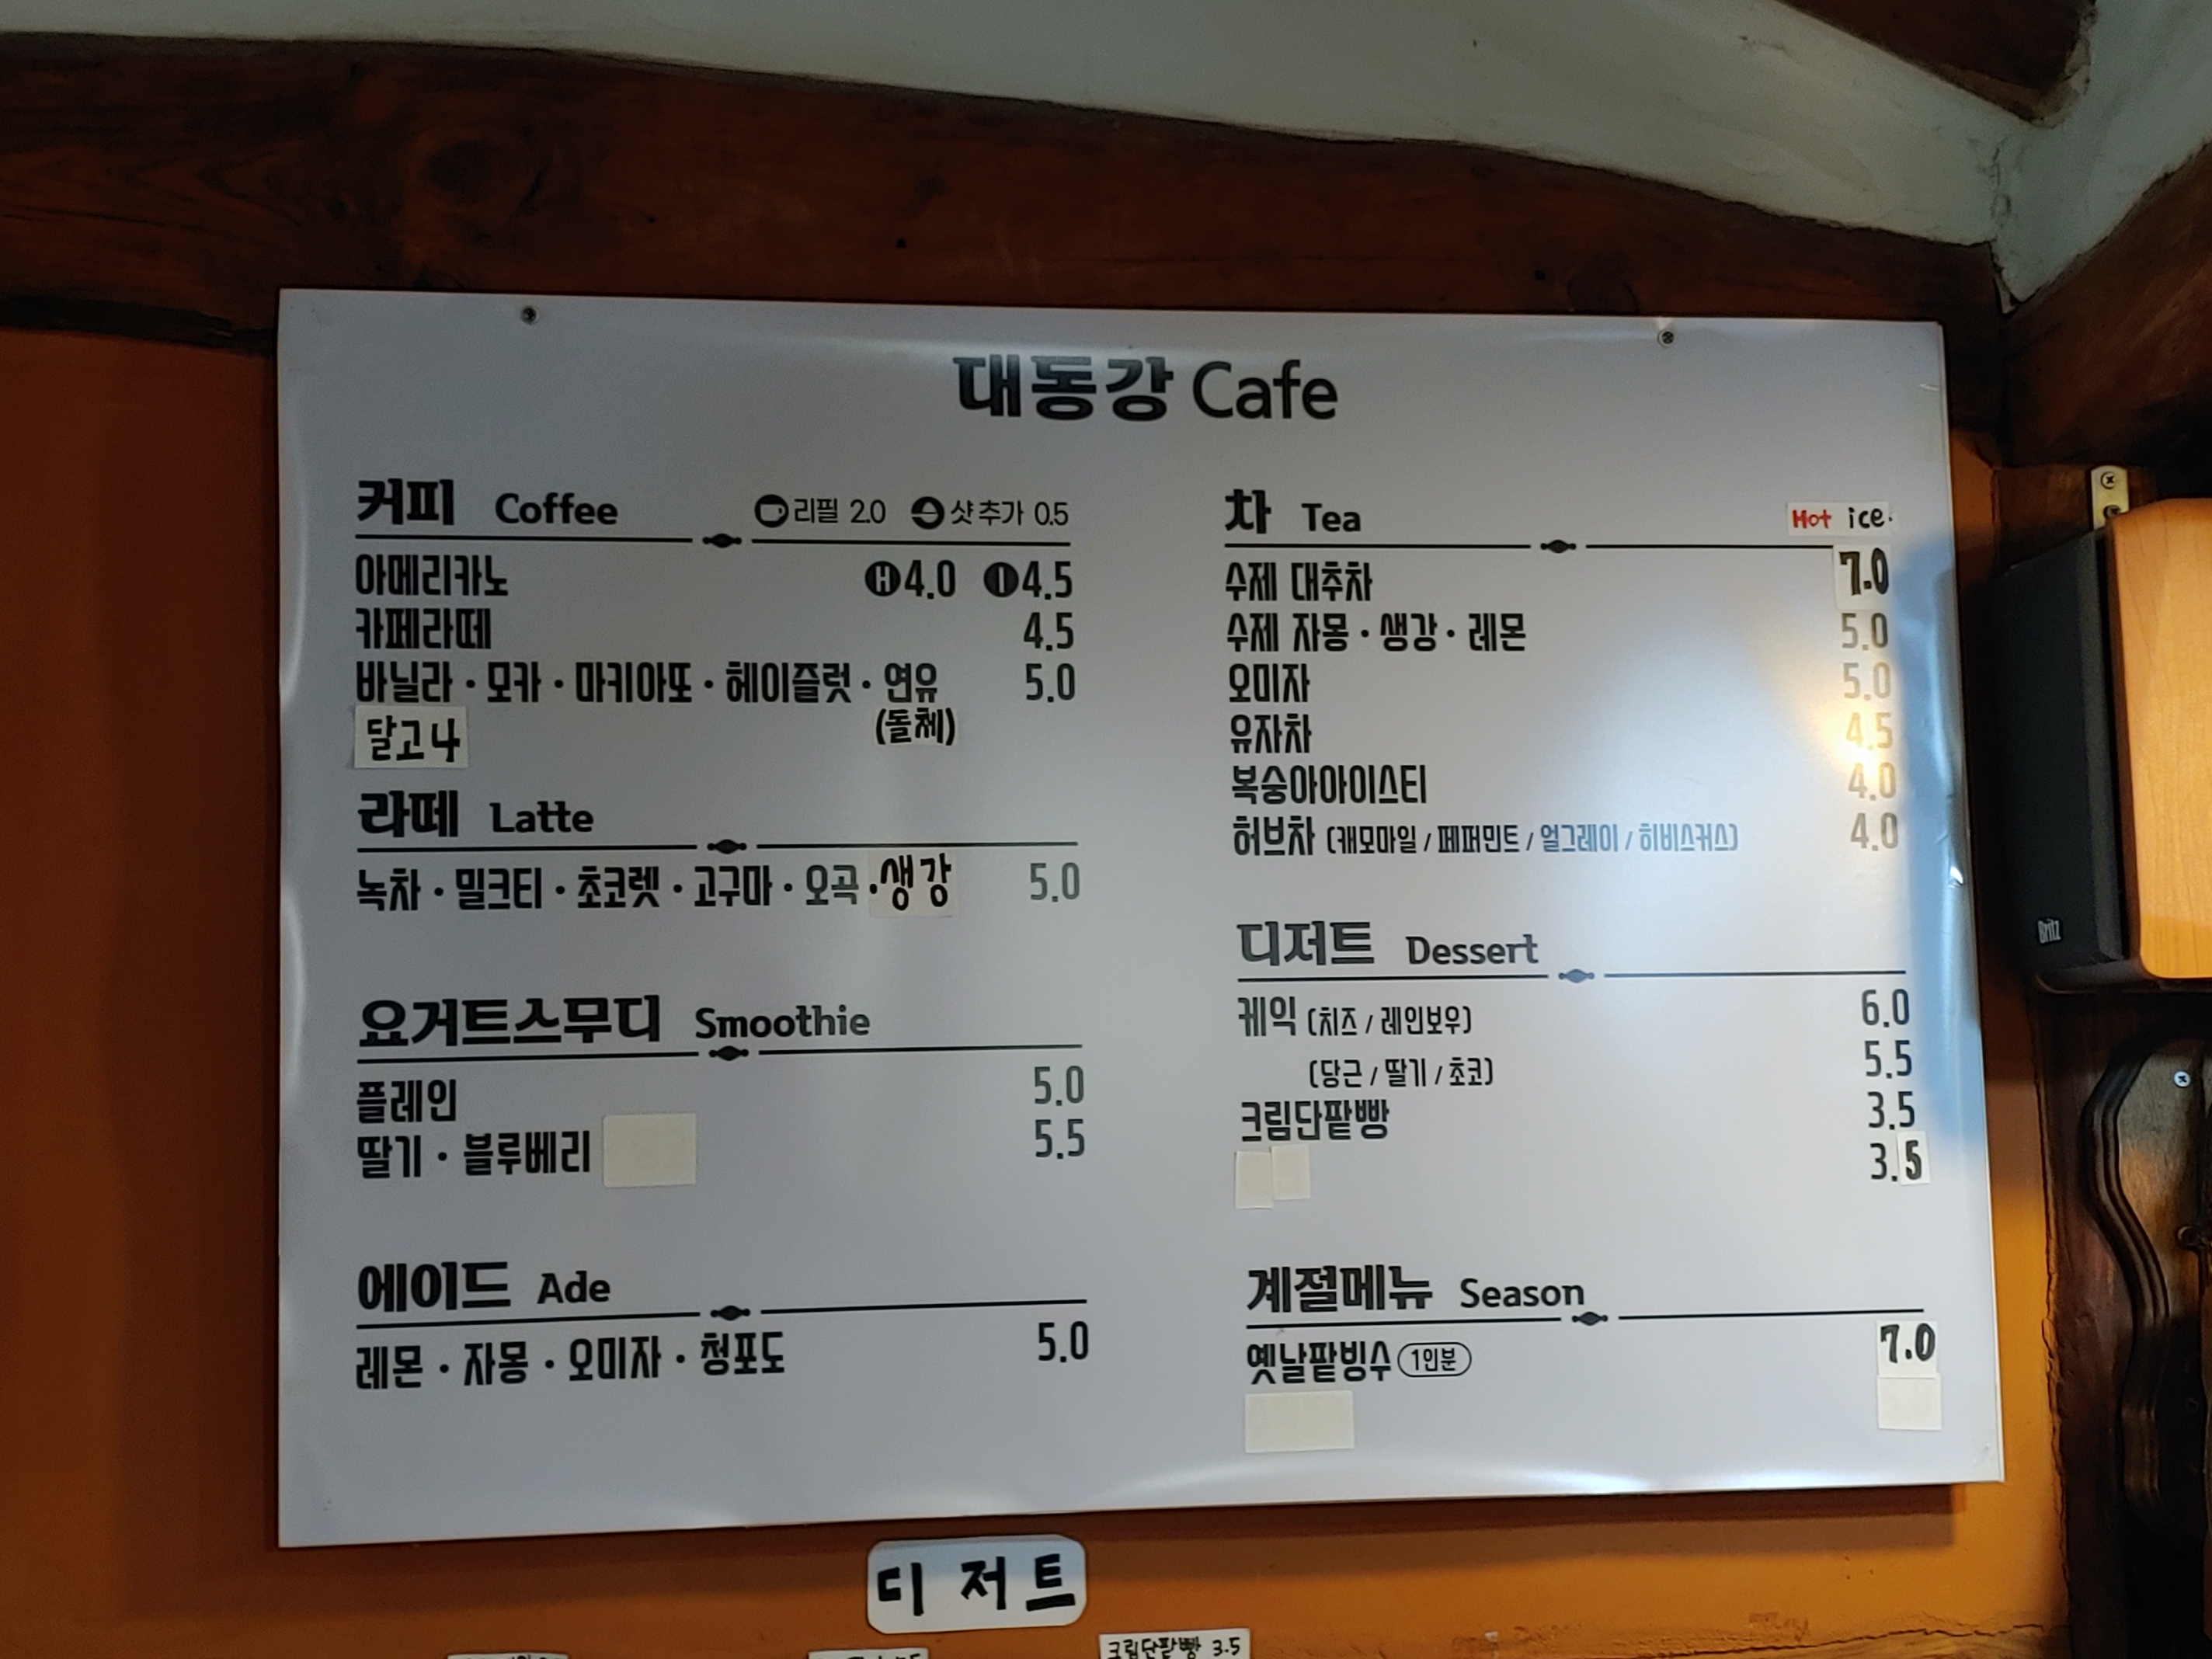 대동강 Cafe
커피 Coffee 리필 2.0 샷추가 0.5
아메리카노 H 4.0 I 4.5
카페라떼 4.5
바닐라 · 모카 · 마키아또 · 헤이즐럿 · 연유 5.0
달고나 (돌체)
라떼 Latte
녹차 · 밀크티 · 초코렛 · 고구마 · 오곡 · 생강 5.0
요거트스무디 Smoothie
플레인 5.0
딸기 · 블루베리 5.5
에이드 Ade
레몬 · 자몽 · 오미자 · 청포도 5.0
차 Tea Hot ice.
수제 대추차 7.0
수제 자몽 · 생강 · 레몬 5.0
오미자 5.0
유자차 4.5
복숭아아이스티 4.0
허브차 (캐모마일 / 페퍼민트 / 얼그레이 / 히비스커스) 4.0
디저트 Dessert
케익 (치즈 / 레인보우) 6.0
(당근 / 딸기 / 초코) 5.5
크림단팥빵 3.5
3.5
계절메뉴 Season
옛날팥빙수 1인분 7.0
Britz
디저트
크림단팥빵 3.5